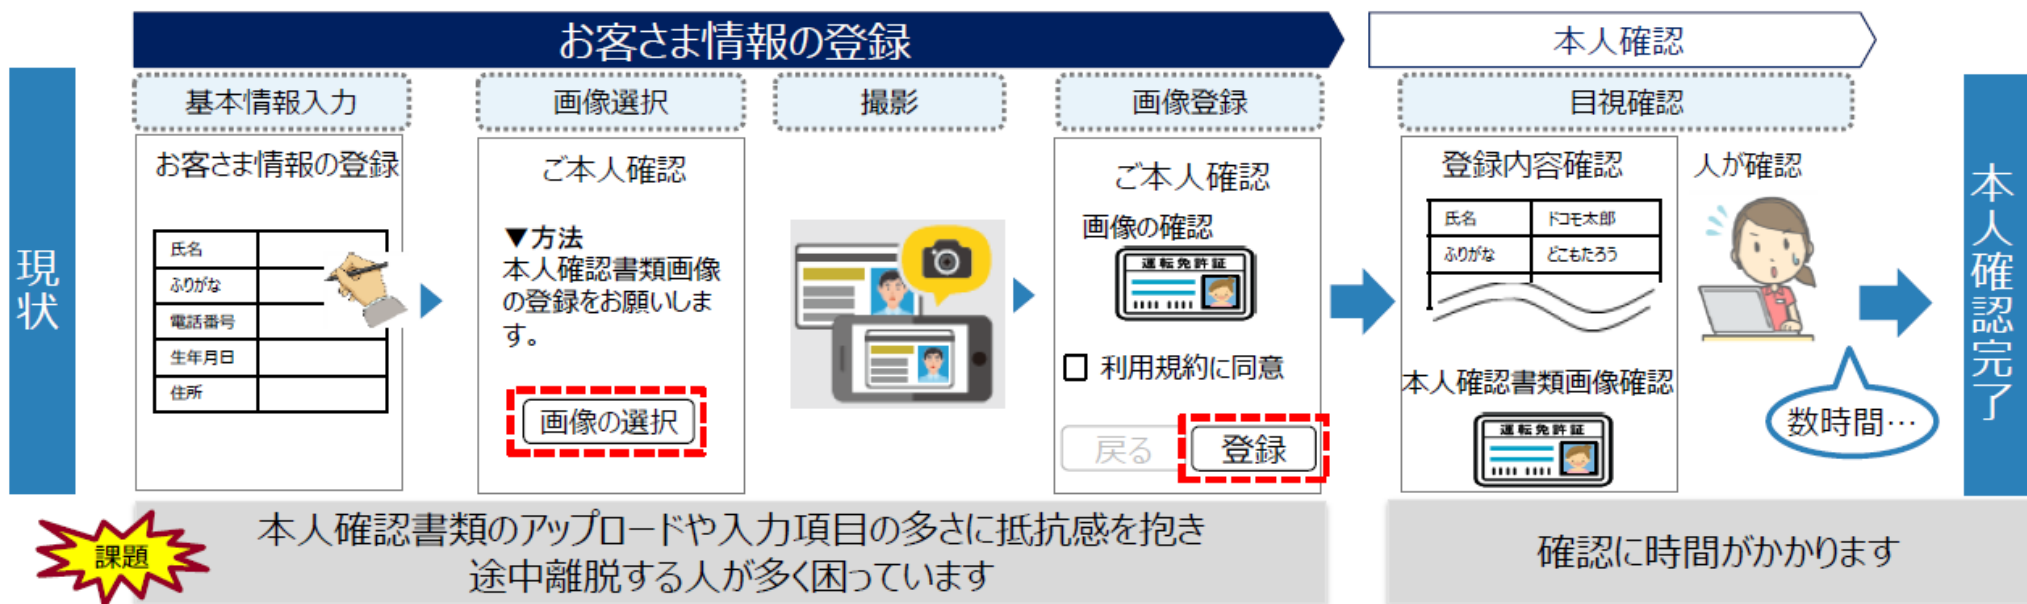 お客さま情報の登録
本人確認
現状
基本情報入力
お客さま情報の登録
氏名
ふりがな
電話番号
生年月日
住所
画像選択
ご本人確認
▼方法
本人確認書類画像
の登録をお願いしま
す。
画像の選択
撮影
画像登録
ご本人確認
画像の確認
運転免許証
利用規約に同意
戻る
登録
目視確認
登録内容確認
氏名 ドコモ太郎
ふりがな どこもたろう
本人確認書類画像確認
運転免許証
人が確認
数時間…
本人確認完了
課題
本人確認書類のアップロードや入力項目の多さに抵抗感を抱き
途中離脱する人が多く困っています
確認に時間がかかります